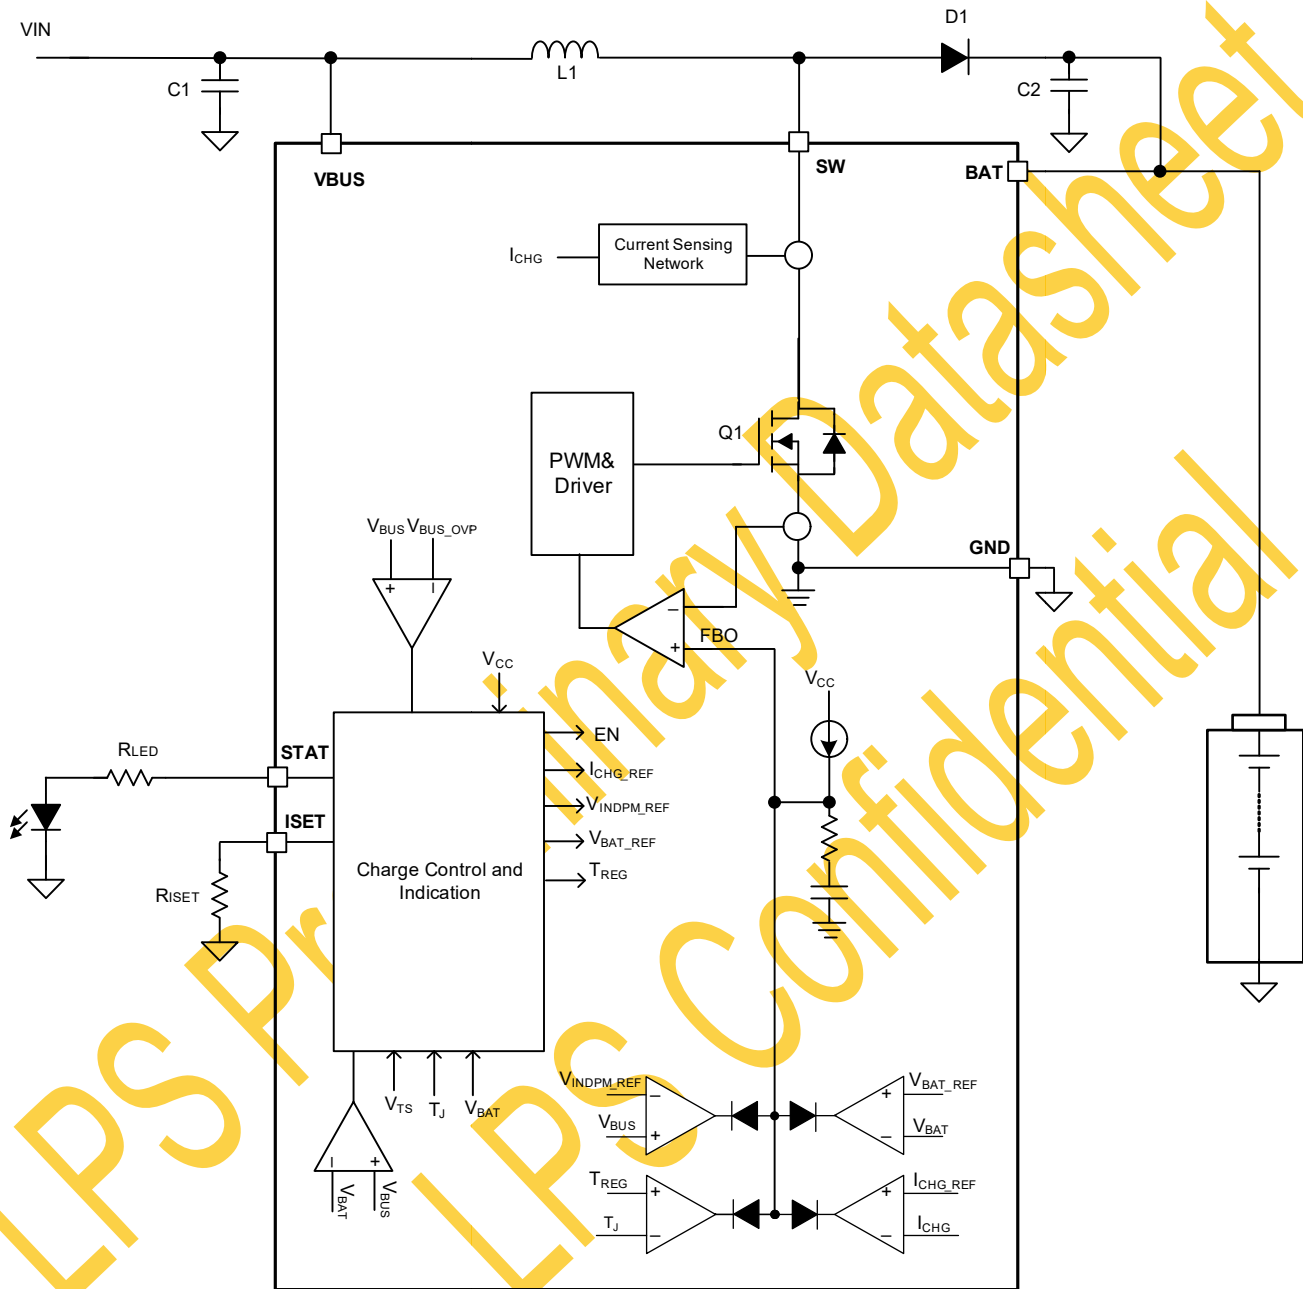 VIN
D1
C1
L1
C2
VBUS
SW
BAT
ICHG
Current Sensing
Network
Q1
PWM&
Driver
VBUS VBUS_OVP
+ −
GND
−
FBO
+
VCC
VCC
STAT
RLED
EN
ICHG_REF
VINDPM_REF
ISET
VBAT_REF
Charge Control and
Indication
TREG
RISET
VTS
TJ
VBAT
− +
VBAT
VBUS
VINDPM_REF
−
VBUS
+
VBAT_REF
+
VBAT
−
TREG
+
TJ
−
ICHG_REF
+
ICHG
−
LPS Preliminary Datasheet
LPS Confidential